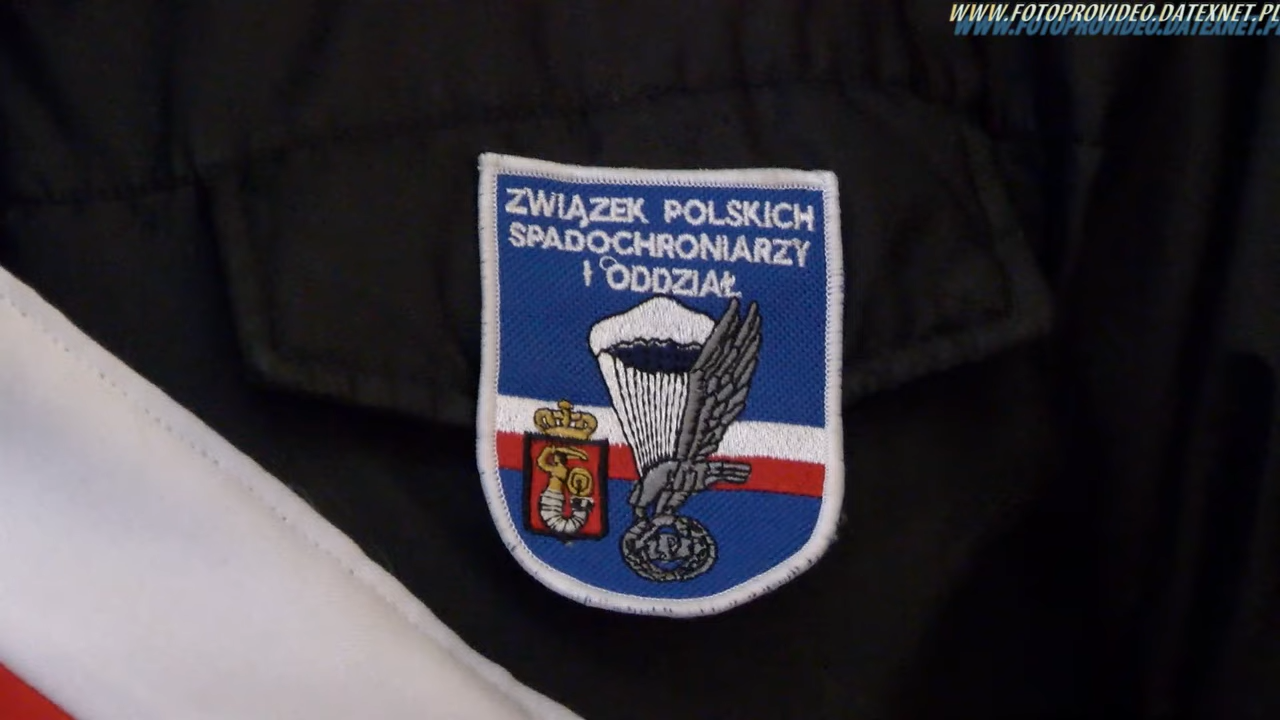 WWW.FOTOPROVIDEO.DATEXNET.PL
ZWIĄZEK POLSKICH
SPADOCHRONIARZY
I ODDZIAŁ